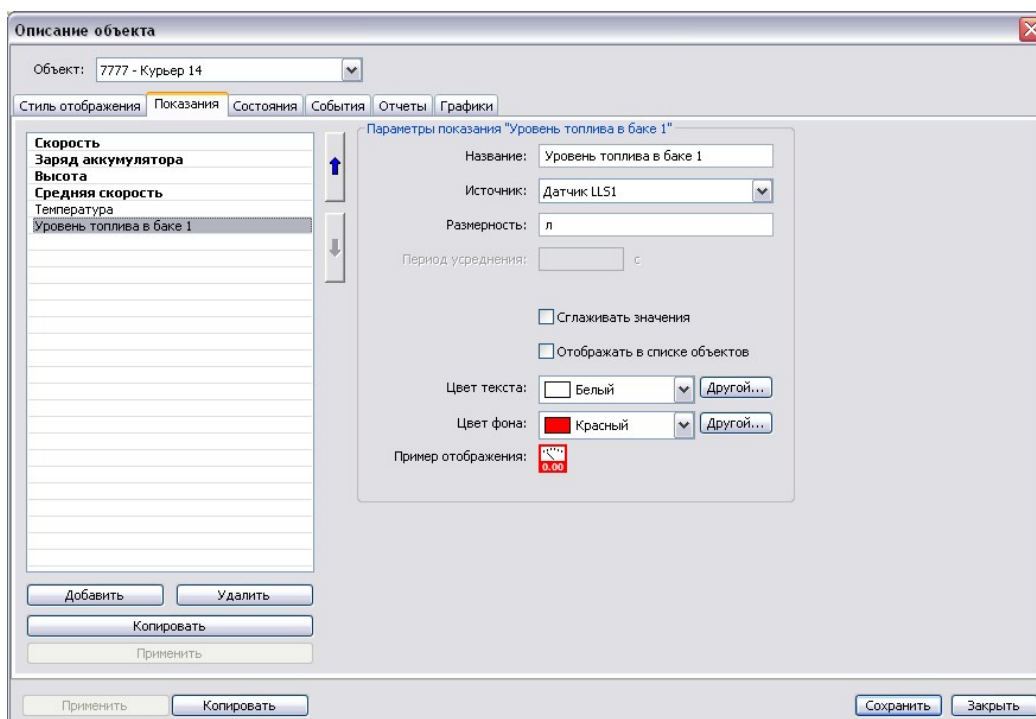 Описание объекта
Объект: 7777 - Курьер 14
Стиль отображения Показания Состояния События Отчеты Графики
Скорость
Заряд аккумулятора
Высота
Средняя скорость
Температура
Уровень топлива в баке 1
Параметры показания "Уровень топлива в баке 1"
Название: Уровень топлива в баке 1
Источник: Датчик LLS1
Размерность: л
Период усреднения: с
Сглаживать значения
Отображать в списке объектов
Цвет текста: Белый Другой...
Цвет фона: Красный Другой...
Пример отображения: 0.00
Добавить Удалить
Копировать
Применить
Применить Копировать Сохранить Закрыть